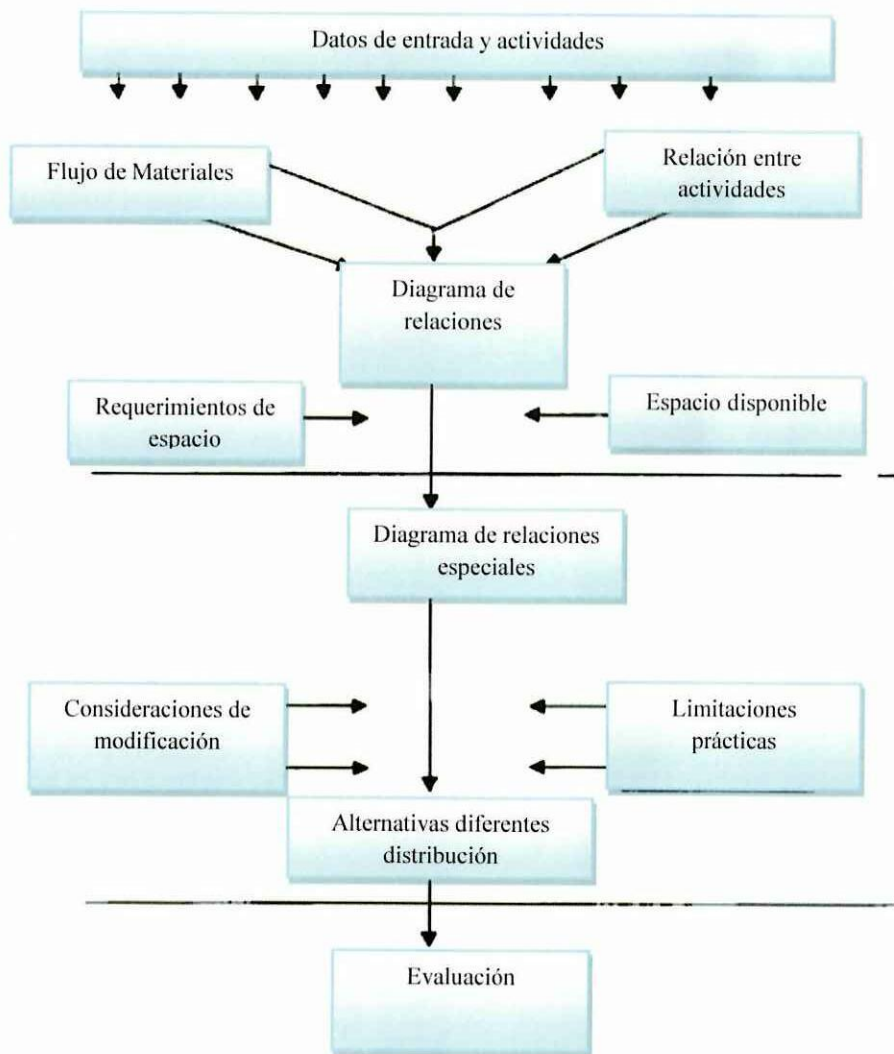 Datos de entrada y actividades
Flujo de Materiales
Relación entre
actividades
Diagrama de
relaciones
Requerimientos de
espacio
Espacio disponible
Diagrama de relaciones
especiales
Consideraciones de
modificación
Limitaciones
prácticas
Alternativas diferentes
distribución
Evaluación